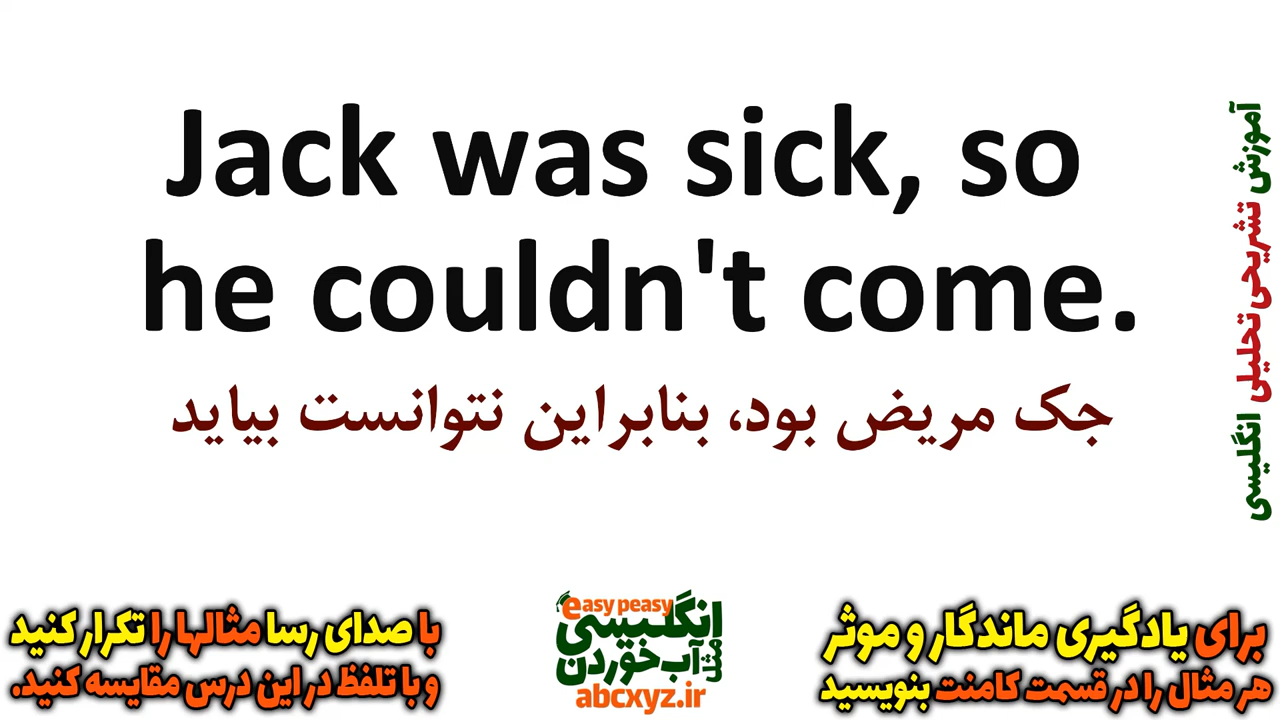 Jack was sick, so
he couldn't come.
جک مریض بود، بنابراین نتوانست بیاید
آموزش تشریحی تحلیلی انگلیسی
برای یادگیری ماندگار و موثر
هر مثال را در قسمت کامنت بنویسید
easy peasy
انگلیسی
مثل آب خوردن
abcxyz.ir
با صدای رسا مثالها را تکرار کنید
و با تلفظ در این درس مقایسه کنید.